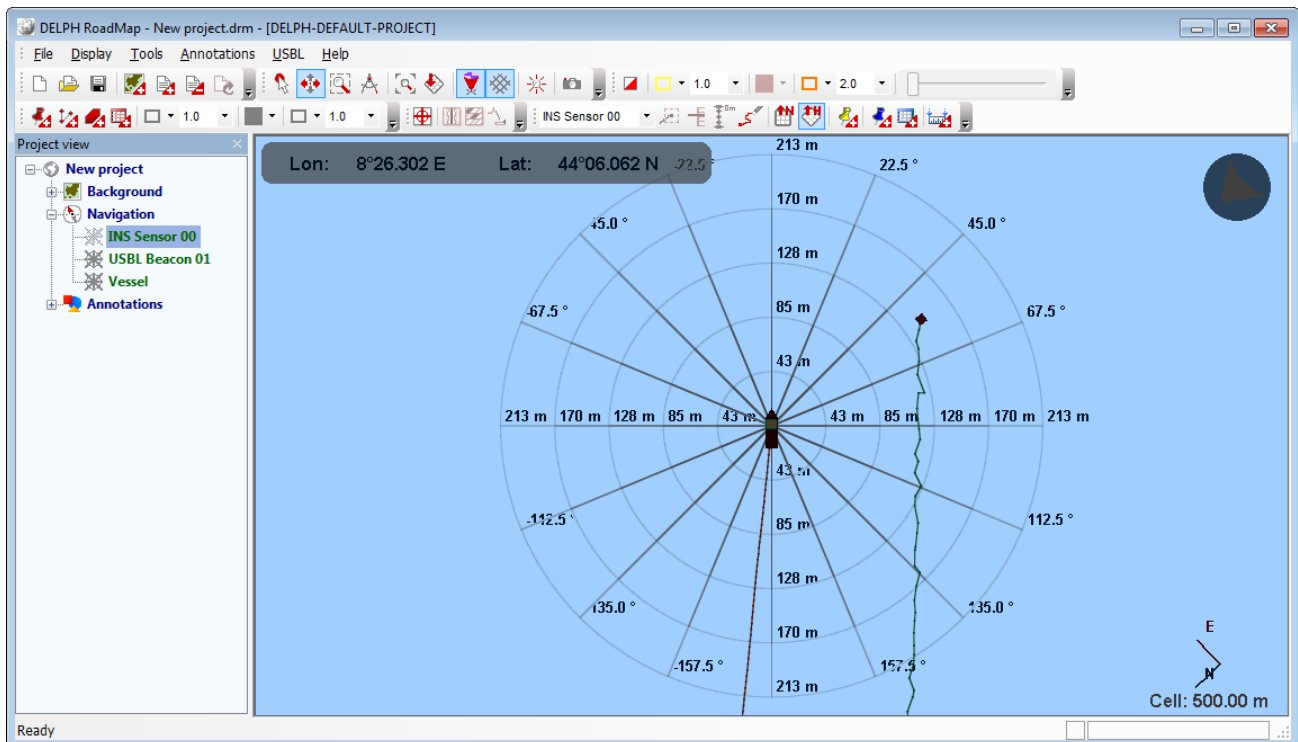 DELPH RoadMap - New project.drm - [DELPH-DEFAULT-PROJECT]
File Display Tools Annotations USBL Help
1.0 2.0
1.0 1.0 INS Sensor 00
Project view
New project
Background
Navigation
INS Sensor 00
USBL Beacon 01
Vessel
Annotations
Lon: 8°26.302 E Lat: 44°06.062 N
213 m
-22.5° 22.5 °
170 m
45.0 ° 45.0 °
128 m
-67.5 ° 85 m 67.5 °
43 m
213 m 170 m 128 m 85 m 43 m 43 m 85 m 128 m 170 m 213 m
43 m
-112.5 ° 85 m 112.5 °
128 m
135.0 ° 135.0 °
170 m
-157.5 ° 157.5 °
213 m
E
N
Cell: 500.00 m
Ready